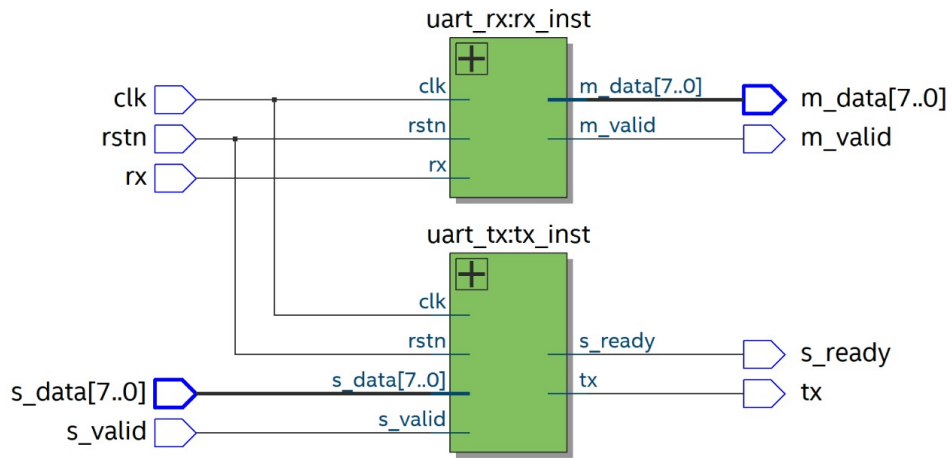 uart_rx:rx_inst
clk
clk
m_data[7..0]
m_data[7..0]
rstn
rstn
m_valid
m_valid
rx
rx
uart_tx:tx_inst
clk
rstn
s_ready
s_ready
s_data[7..0]
s_data[7..0]
tx
tx
s_valid
s_valid